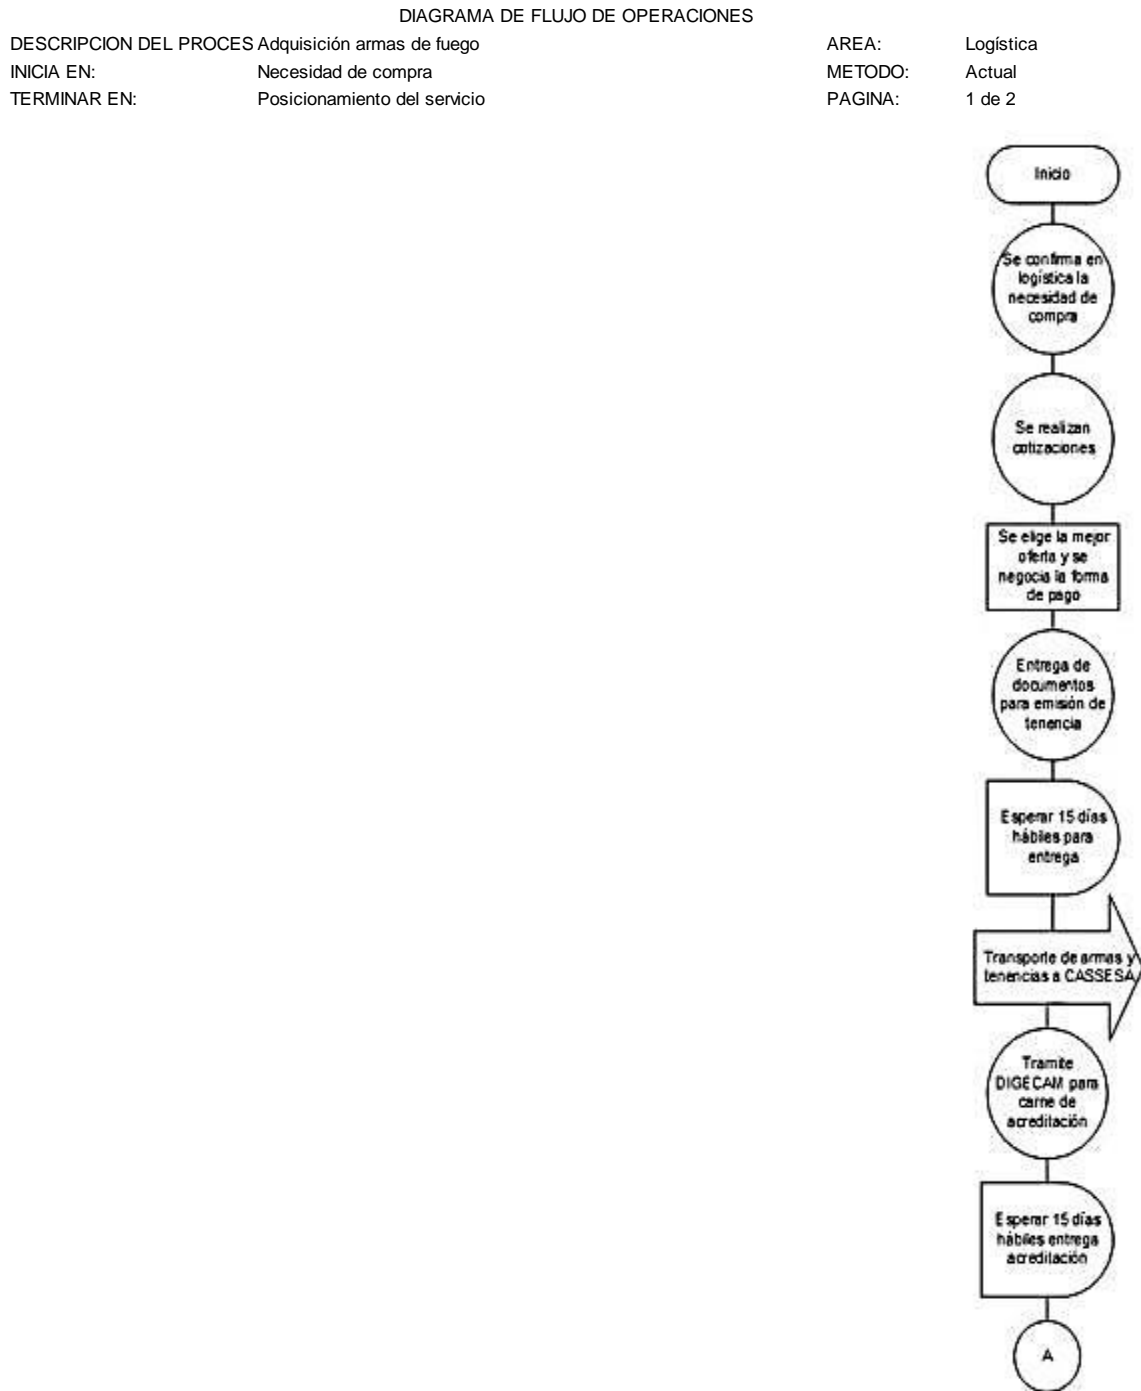 DIAGRAMA DE FLUJO DE OPERACIONES
DESCRIPCION DEL PROCES Adquisición armas de fuego AREA: Logística
INICIA EN: Necesidad de compra METODO: Actual
TERMINAR EN: Posicionamiento del servicio PAGINA: 1 de 2
Inicio
Se confirma en
logística la
necesidad de
compra
Se realizan
cotizaciones
Se elige la mejor
oferta y se
negocia la forma
de pago
Entrega de
documentos
para emisión de
tenencia
Esperar 15 días
hábiles para
entrega
Transporte de armas y
tenencias a CASSESA
Tramite
DIGECAM para
carne de
acreditación
Esperar 15 días
hábiles entrega
acreditación
A